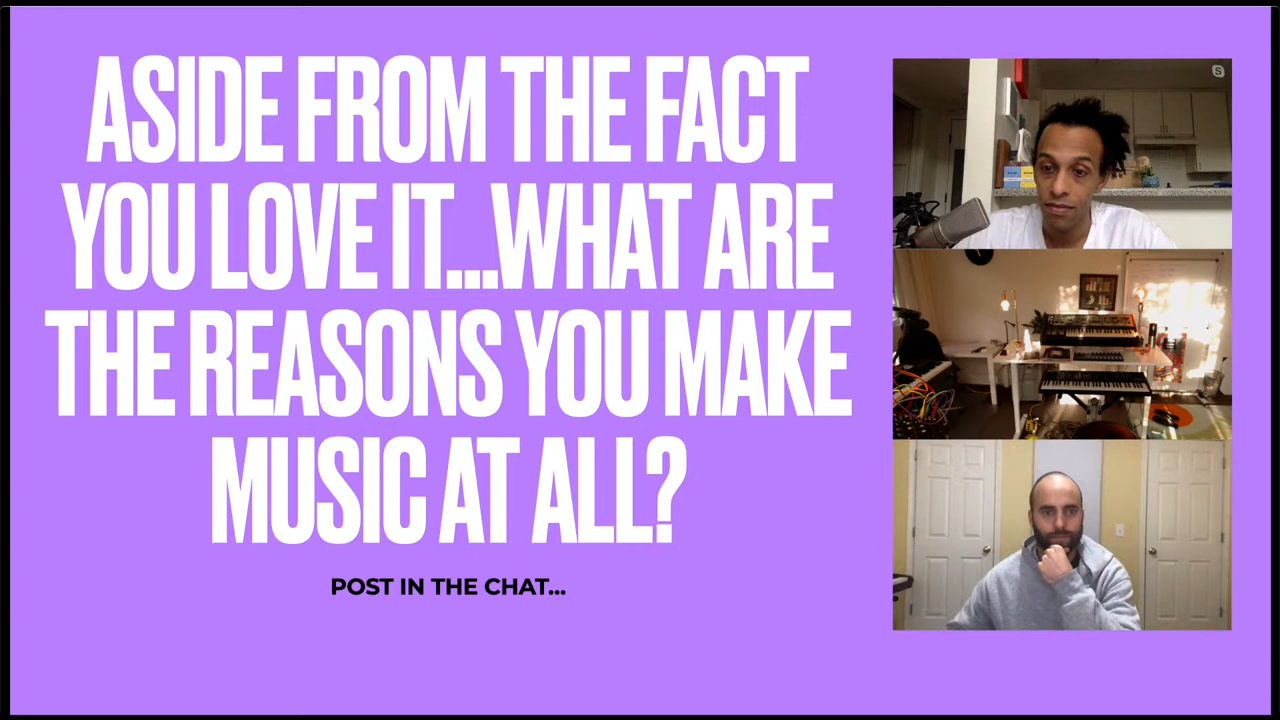 ASIDE FROM THE FACT
YOU LOVE IT...WHAT ARE
THE REASONS YOU MAKE
MUSIC AT ALL?
POST IN THE CHAT...